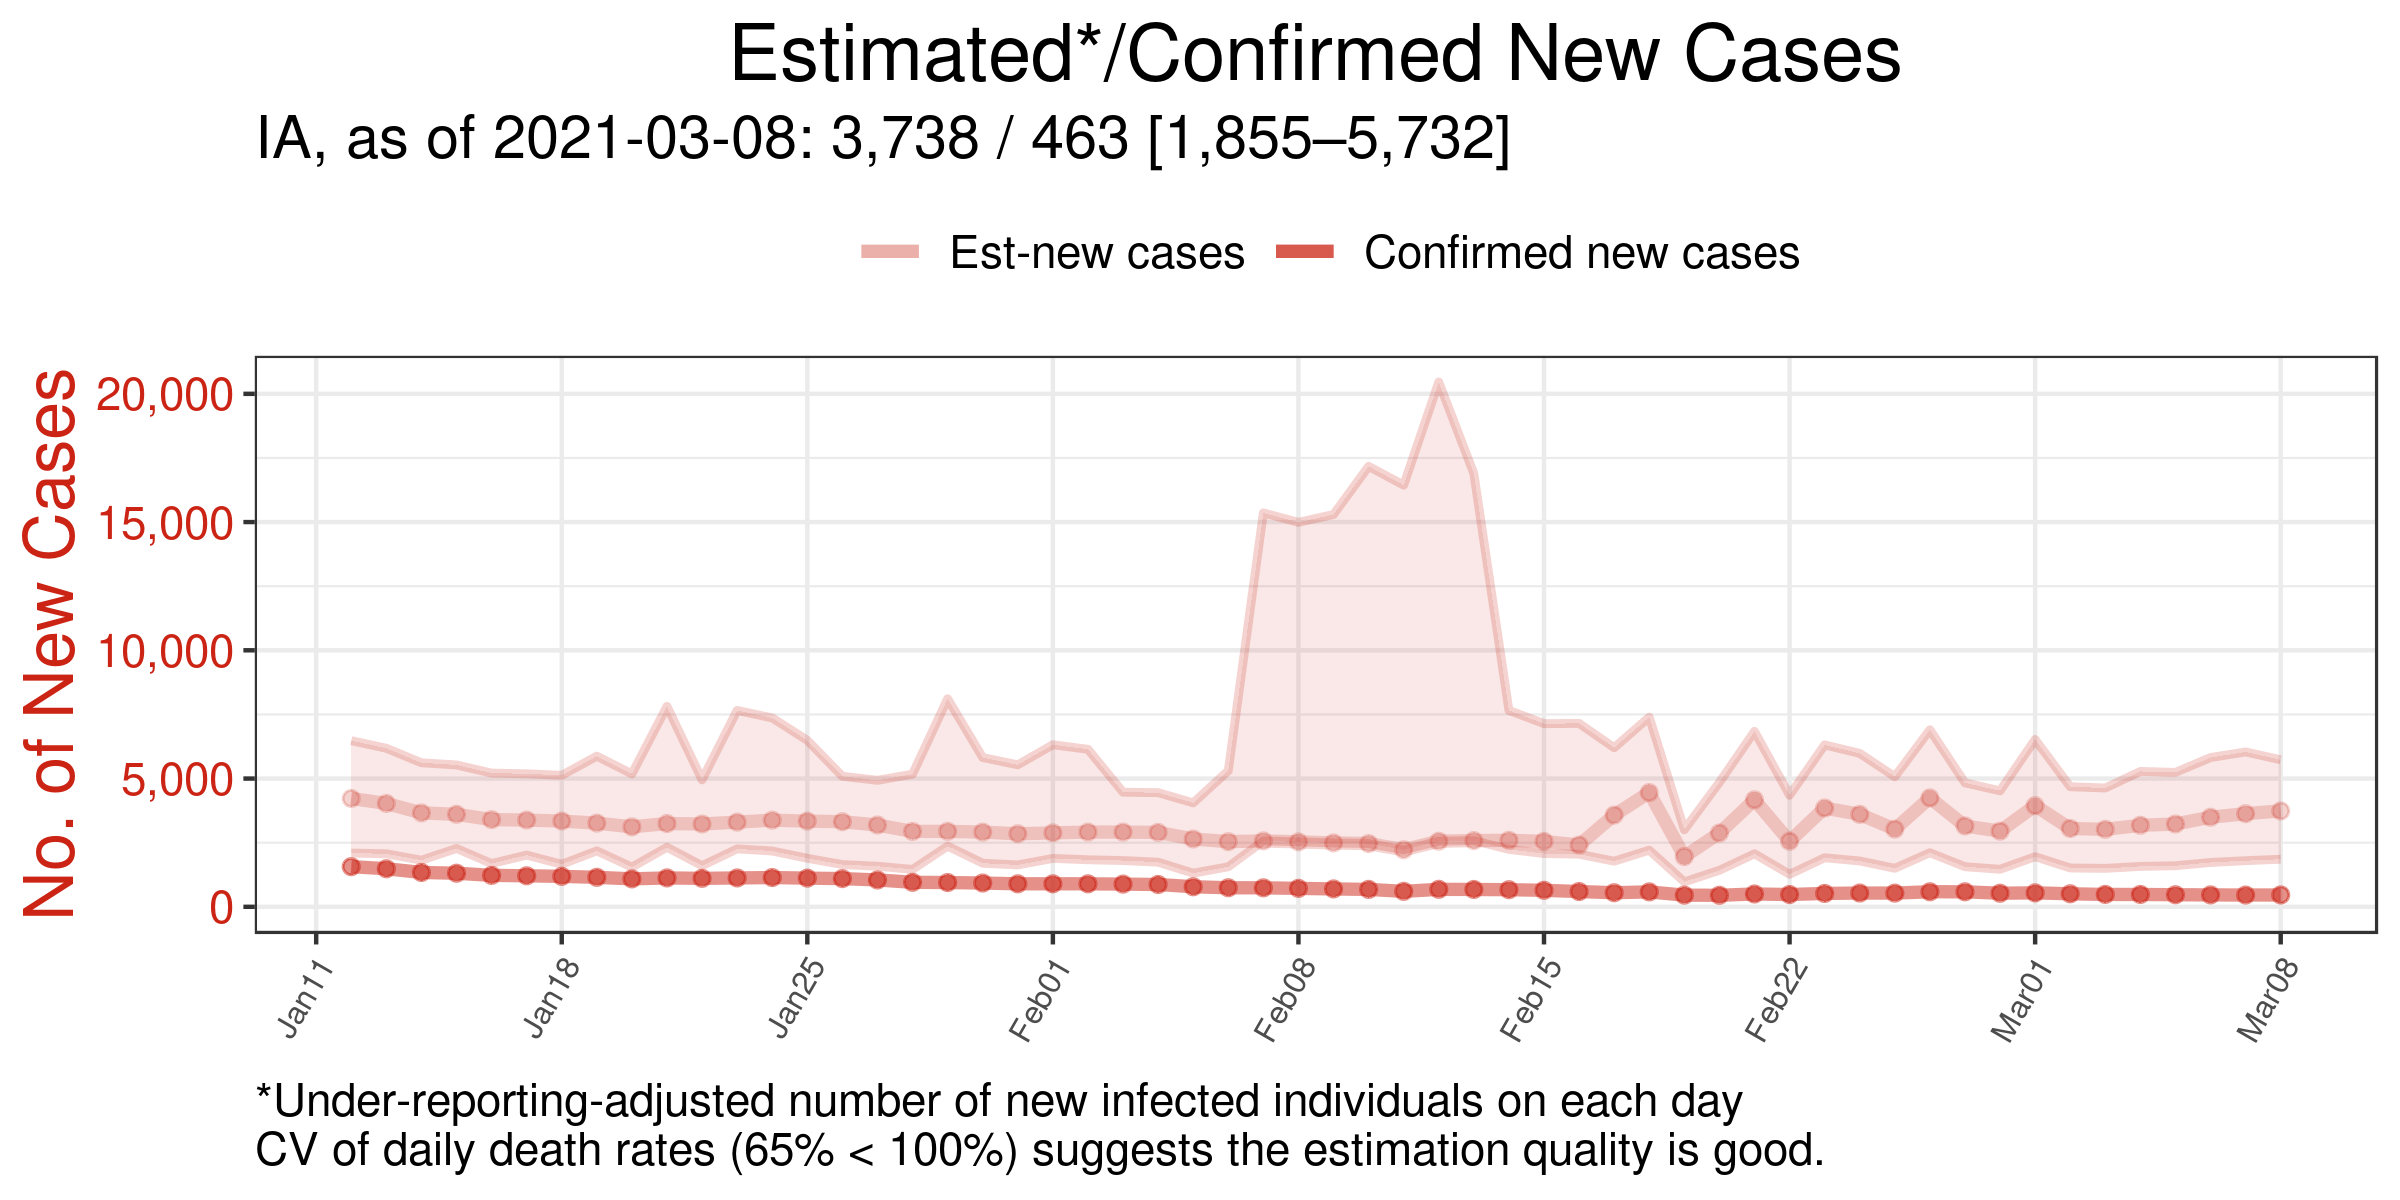 Estimated*/Confirmed New Cases
IA, as of 2021-03-08: 3,738 / 463 [1,855–5,732]
Est-new cases
Confirmed new cases
No. of New Cases
20,000
15,000
10,000
5,000
0
Jan11
Jan18
Jan25
Feb01
Feb08
Feb15
Feb22
Mar01
Mar08
*Under-reporting-adjusted number of new infected individuals on each day
CV of daily death rates (65% < 100%) suggests the estimation quality is good.